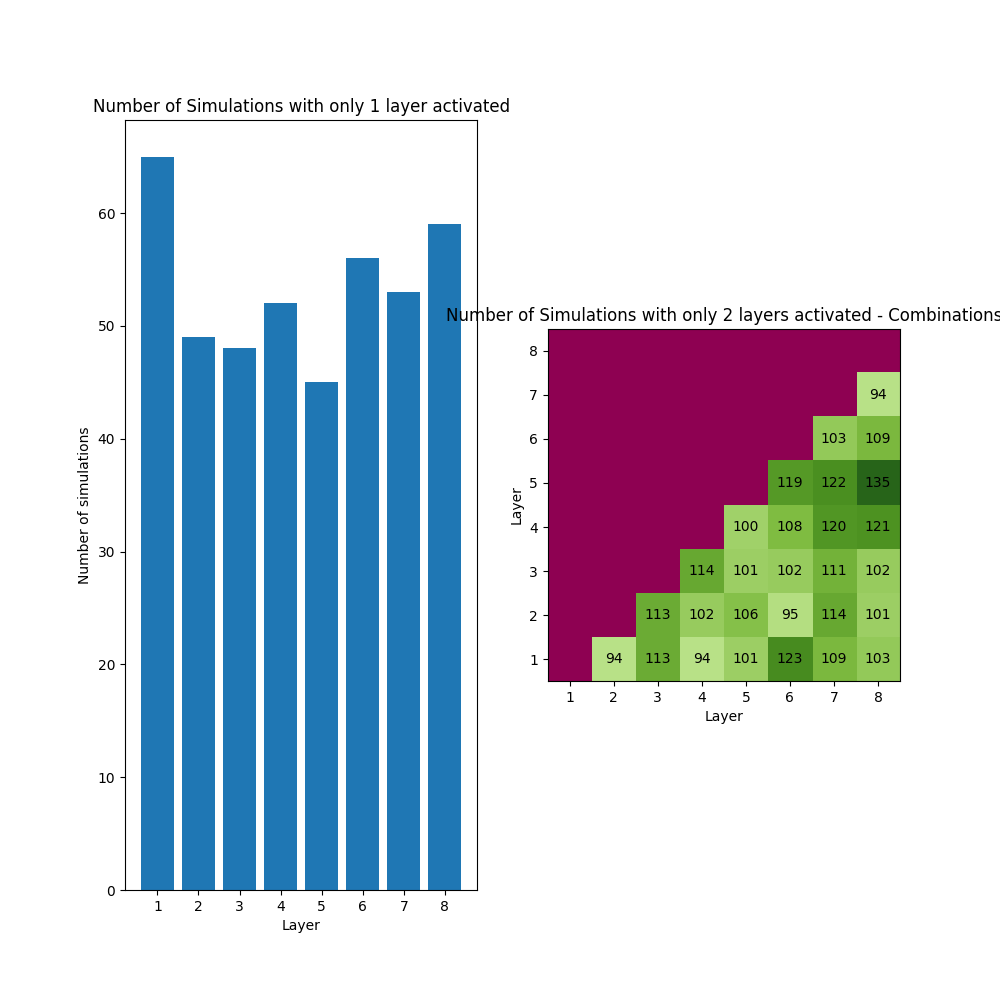 Number of Simulations with only 1 layer activated
Number of simulations
60
50
40
30
20
10
0
1 2 3 4 5 6 7 8
Layer
Number of Simulations with only 2 layers activated - Combinations
Layer
8
7 94
6 103 109
5 119 122 135
4 100 108 120 121
3 114 101 102 111 102
2 113 102 106 95 114 101
1 94 113 94 101 123 109 103
1 2 3 4 5 6 7 8
Layer